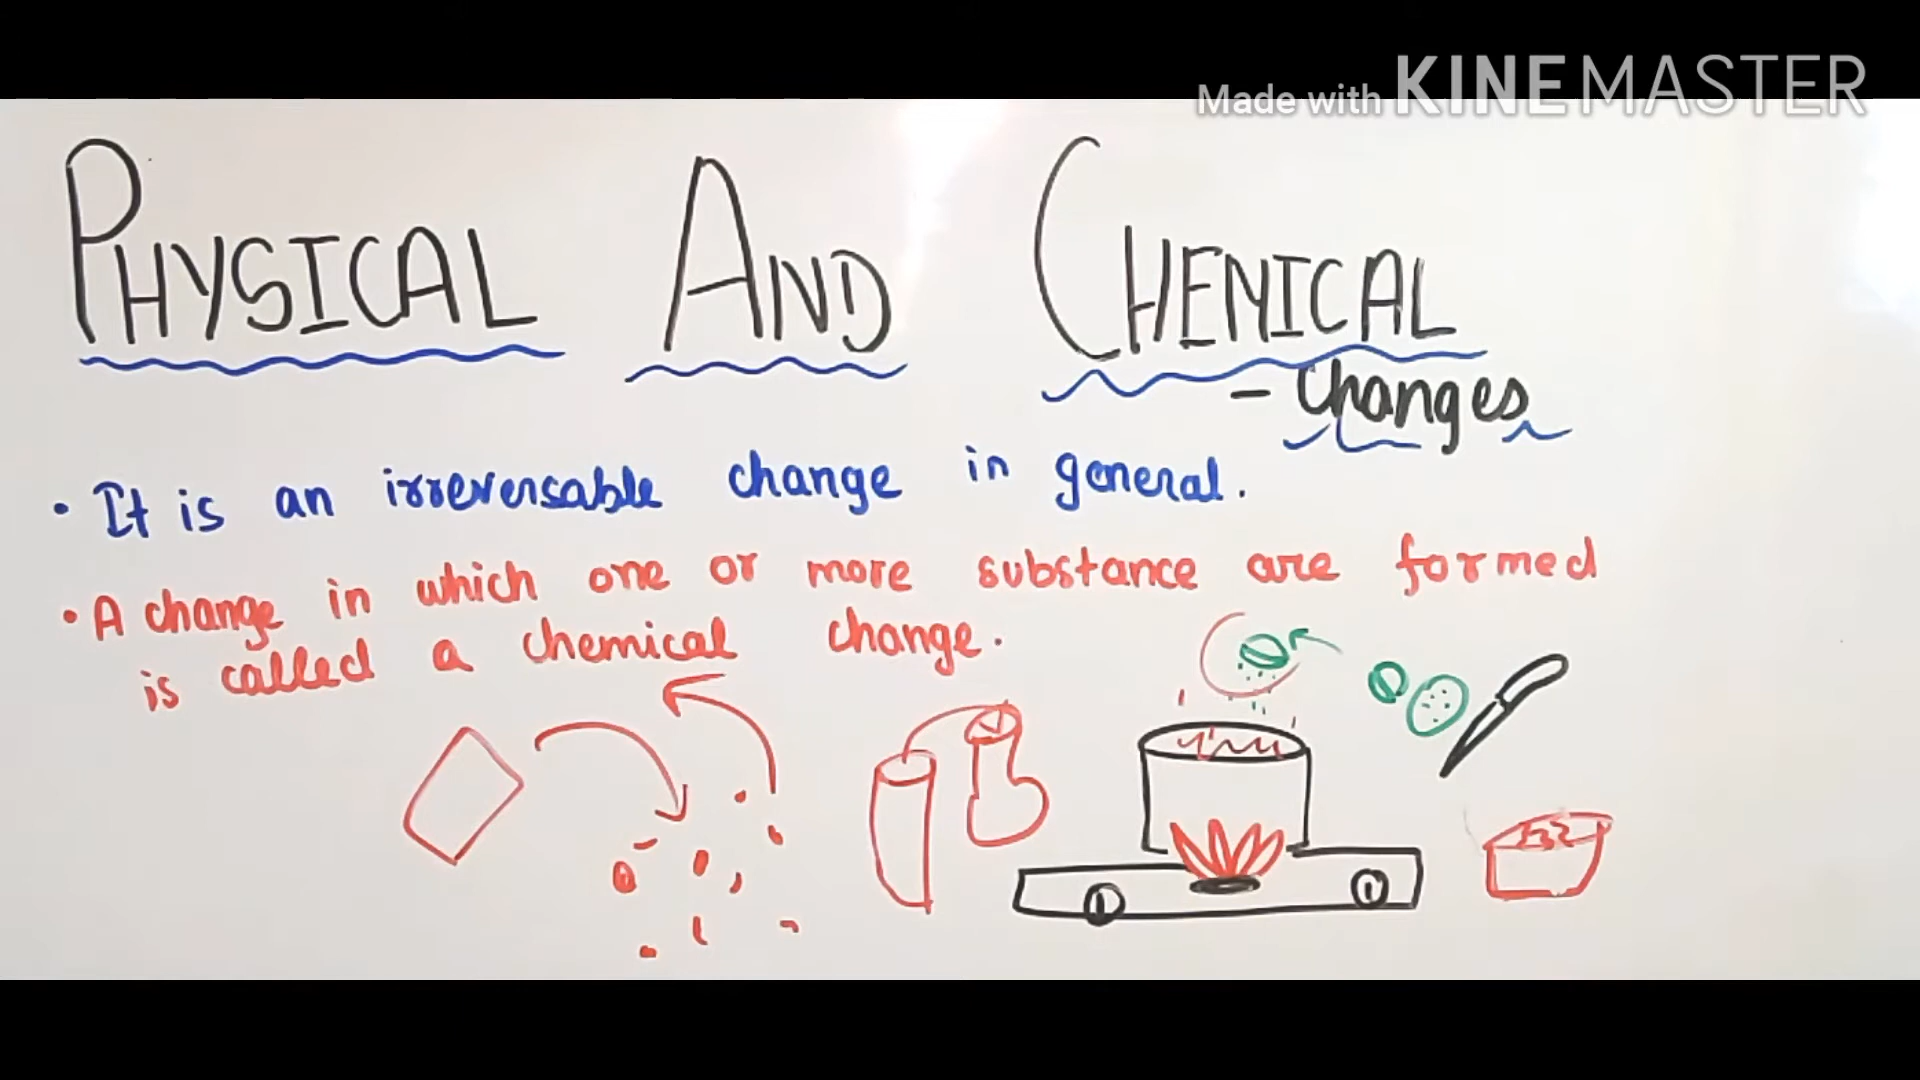 Made with KINEMASTER
PHYSICAL AND CHEMICAL
- Changes
• It is an irreversable change in general.
• A change in which one or more substance are formed
is called a chemical change.